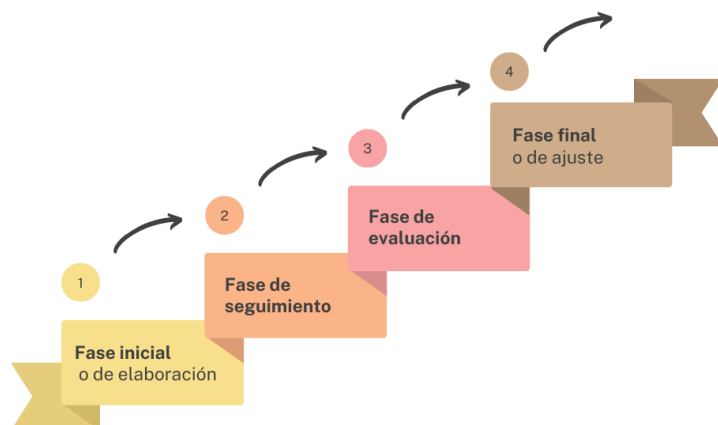 1
Fase inicial
o de elaboración
2
Fase de
seguimiento
3
Fase de
evaluación
4
Fase final
o de ajuste